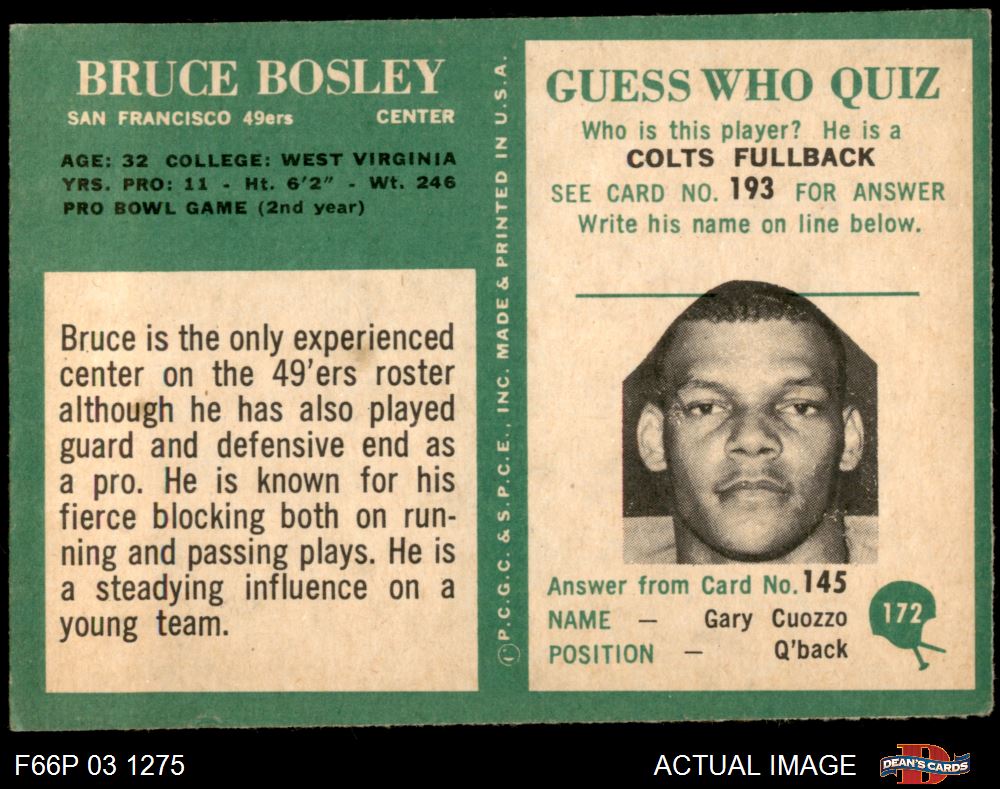 BRUCE BOSLEY
SAN FRANCISCO 49ers CENTER
AGE: 32 COLLEGE: WEST VIRGINIA
YRS. PRO: 11 - Ht. 6'2" - Wt. 246
PRO BOWL GAME (2nd year)
Bruce is the only experienced
center on the 49'ers roster
although he has also played
guard and defensive end as
a pro. He is known for his
fierce blocking both on run-
ning and passing plays. He is
a steadying influence on a
young team.
©P.C.G.C. & S.P.C.E., INC. MADE & PRINTED IN U.S.A.
GUESS WHO QUIZ
Who is this player? He is a
COLTS FULLBACK
SEE CARD NO. 193 FOR ANSWER
Write his name on line below.
Answer from Card No. 145
NAME — Gary Cuozzo
POSITION — Q'back
172
F66P 03 1275
ACTUAL IMAGE
D
DEAN'S CARDS